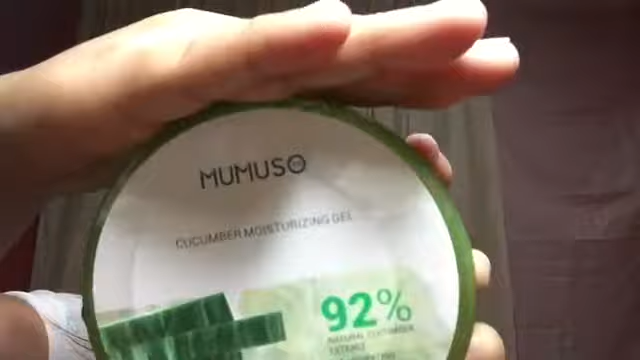 MUMUSO
CUCUMBER MOISTURIZING GEL
92%
NATURAL CUCUMBER
EXTRACT